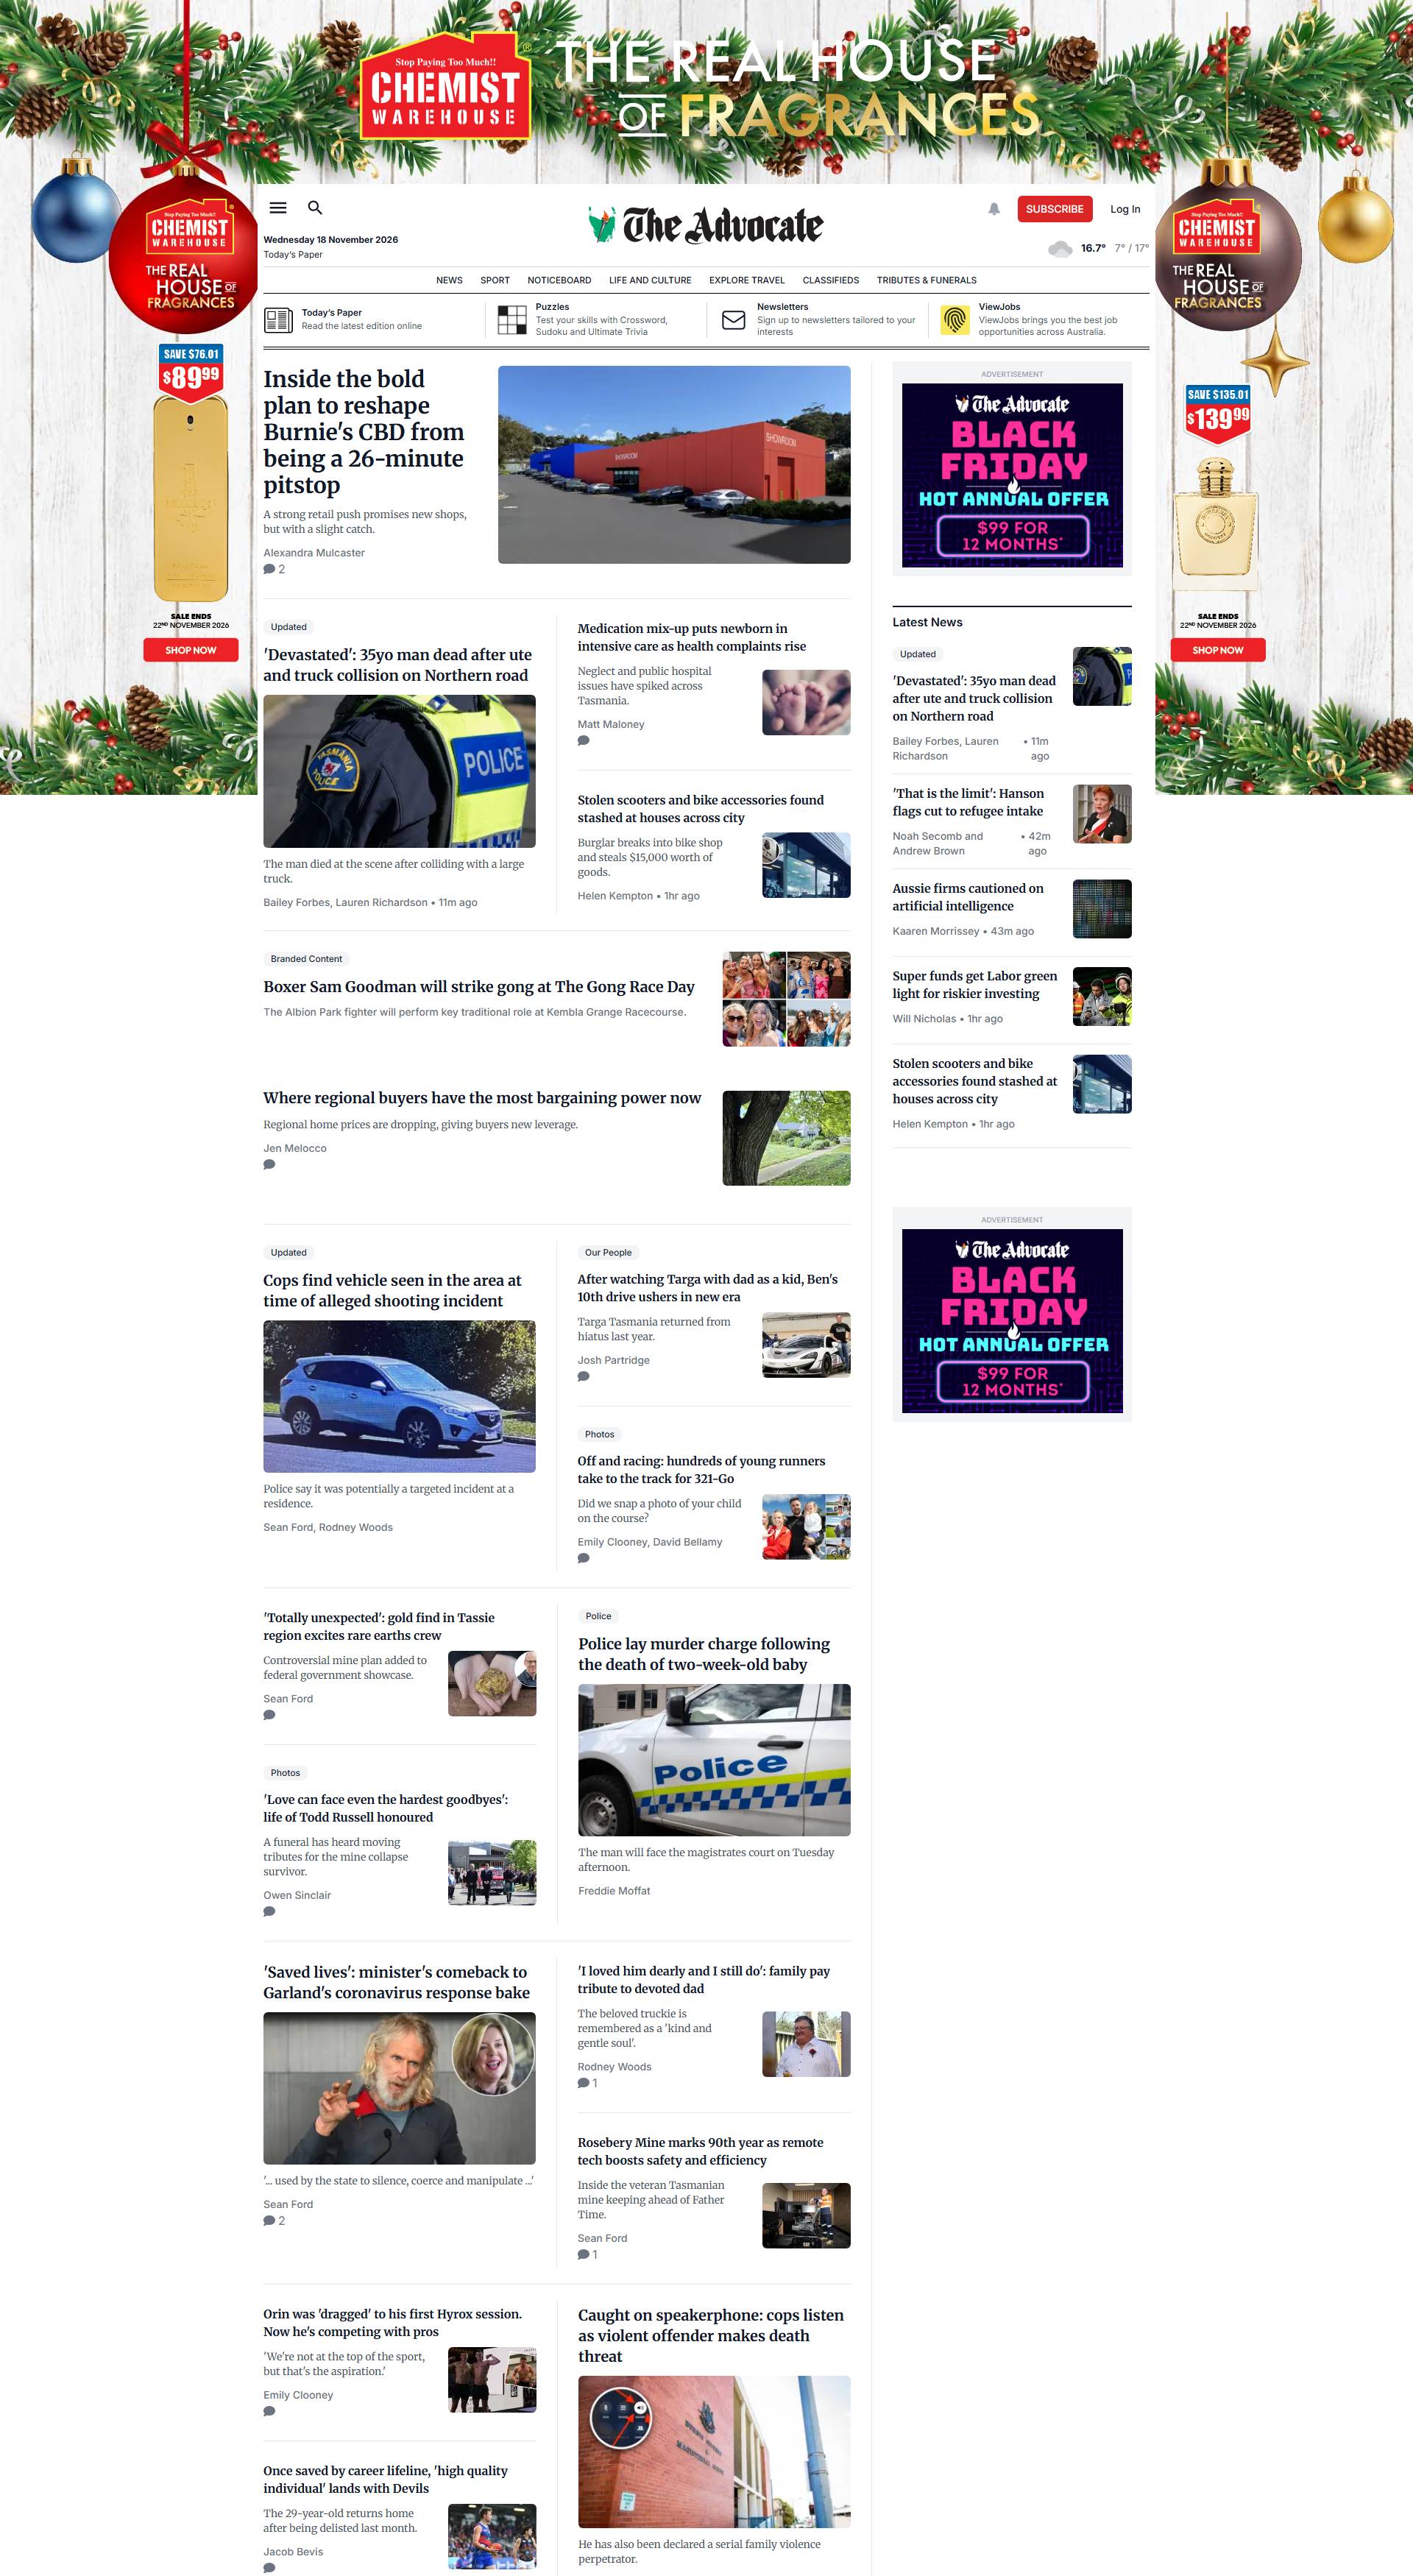 Stop Paying Too Much!!
CHEMIST
WAREHOUSE
®
THE REAL HOUSE
OF FRAGRANCES
Stop Paying Too Much!!
CHEMIST
WAREHOUSE
THE REAL
HOUSE OF
FRAGRANCES
SAVE $76.01
$8999
SALE ENDS
22ND NOVEMBER 2026
SHOP NOW
Stop Paying Too Much!!
CHEMIST
WAREHOUSE
THE REAL
HOUSE OF
FRAGRANCES
SAVE $135.01
$13999
SALE ENDS
22ND NOVEMBER 2026
SHOP NOW
The Advocate
SUBSCRIBE
Log In
Wednesday 18 November 2026
Today's Paper
16.7° 7° / 17°
NEWS SPORT NOTICEBOARD LIFE AND CULTURE EXPLORE TRAVEL CLASSIFIEDS TRIBUTES & FUNERALS
Today's Paper
Read the latest edition online
Puzzles
Test your skills with Crossword,
Sudoku and Ultimate Trivia
Newsletters
Sign up to newsletters tailored to your
interests
ViewJobs
ViewJobs brings you the best job
opportunities across Australia.
Inside the bold
plan to reshape
Burnie's CBD from
being a 26-minute
pitstop
A strong retail push promises new shops,
but with a slight catch.
Alexandra Mulcaster
2
SHOWROOM
SHOWROOM
Updated
'Devastated': 35yo man dead after ute
and truck collision on Northern road
TASMANIA
POLICE
POLICE
The man died at the scene after colliding with a large
truck.
Bailey Forbes, Lauren Richardson • 11m ago
Medication mix-up puts newborn in
intensive care as health complaints rise
Neglect and public hospital
issues have spiked across
Tasmania.
Matt Maloney
Stolen scooters and bike accessories found
stashed at houses across city
Burglar breaks into bike shop
and steals $15,000 worth of
goods.
Helen Kempton • 1hr ago
Branded Content
Boxer Sam Goodman will strike gong at The Gong Race Day
The Albion Park fighter will perform key traditional role at Kembla Grange Racecourse.
Where regional buyers have the most bargaining power now
Regional home prices are dropping, giving buyers new leverage.
Jen Melocco
Updated
Cops find vehicle seen in the area at
time of alleged shooting incident
Police say it was potentially a targeted incident at a
residence.
Sean Ford, Rodney Woods
Our People
After watching Targa with dad as a kid, Ben's
10th drive ushers in new era
Targa Tasmania returned from
hiatus last year.
Josh Partridge
Photos
Off and racing: hundreds of young runners
take to the track for 321-Go
Did we snap a photo of your child
on the course?
Emily Clooney, David Bellamy
'Totally unexpected': gold find in Tassie
region excites rare earths crew
Controversial mine plan added to
federal government showcase.
Sean Ford
Photos
'Love can face even the hardest goodbyes':
life of Todd Russell honoured
A funeral has heard moving
tributes for the mine collapse
survivor.
Owen Sinclair
Police
Police lay murder charge following
the death of two-week-old baby
Police
The man will face the magistrates court on Tuesday
afternoon.
Freddie Moffat
'Saved lives': minister's comeback to
Garland's coronavirus response bake
'... used by the state to silence, coerce and manipulate ...'
Sean Ford
2
'I loved him dearly and I still do': family pay
tribute to devoted dad
The beloved truckie is
remembered as a 'kind and
gentle soul'.
Rodney Woods
1
Rosebery Mine marks 90th year as remote
tech boosts safety and efficiency
Inside the veteran Tasmanian
mine keeping ahead of Father
Time.
Sean Ford
1
Orin was 'dragged' to his first Hyrox session.
Now he's competing with pros
'We're not at the top of the sport,
but that's the aspiration.'
Emily Clooney
Once saved by career lifeline, 'high quality
individual' lands with Devils
The 29-year-old returns home
after being delisted last month.
Jacob Bevis
Caught on speakerphone: cops listen
as violent offender makes death
threat
He has also been declared a serial family violence
perpetrator.
ADVERTISEMENT
The Advocate
BLACK
FRIDAY
HOT ANNUAL OFFER
$99 FOR
12 MONTHS*
Latest News
Updated
'Devastated': 35yo man dead
after ute and truck collision
on Northern road
Bailey Forbes, Lauren
Richardson
• 11m
ago
'That is the limit': Hanson
flags cut to refugee intake
Noah Secomb and
Andrew Brown
• 42m
ago
Aussie firms cautioned on
artificial intelligence
Kaaren Morrissey • 43m ago
Super funds get Labor green
light for riskier investing
Will Nicholas • 1hr ago
Stolen scooters and bike
accessories found stashed at
houses across city
Helen Kempton • 1hr ago
ADVERTISEMENT
The Advocate
BLACK
FRIDAY
HOT ANNUAL OFFER
$99 FOR
12 MONTHS*